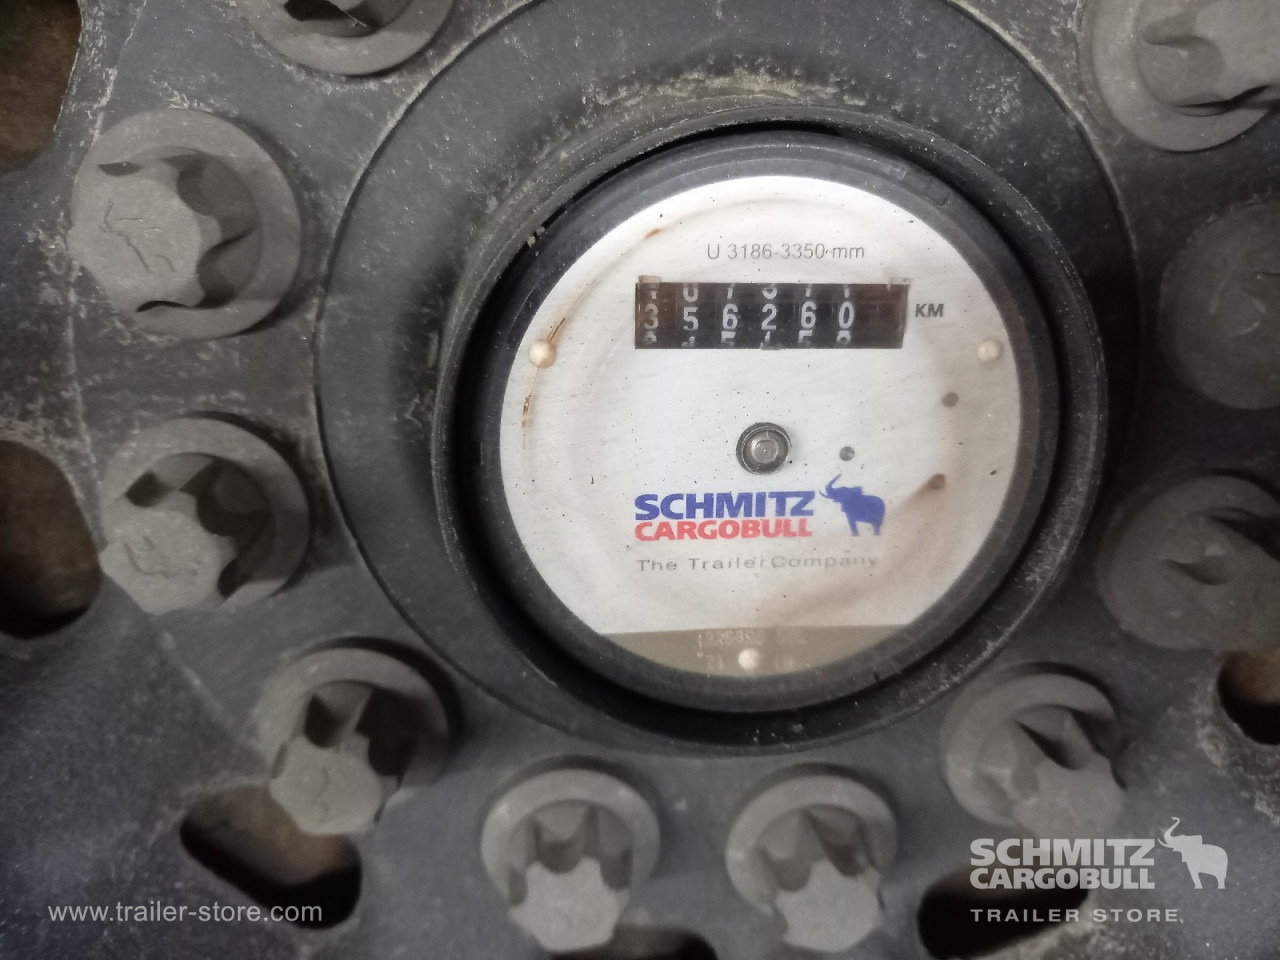 U 3186-3350 mm
356260 KM
SCHMITZ
CARGOBULL
The Trailer Company
www.trailer-store.com
SCHMITZ
CARGOBULL
TRAILER STORE.